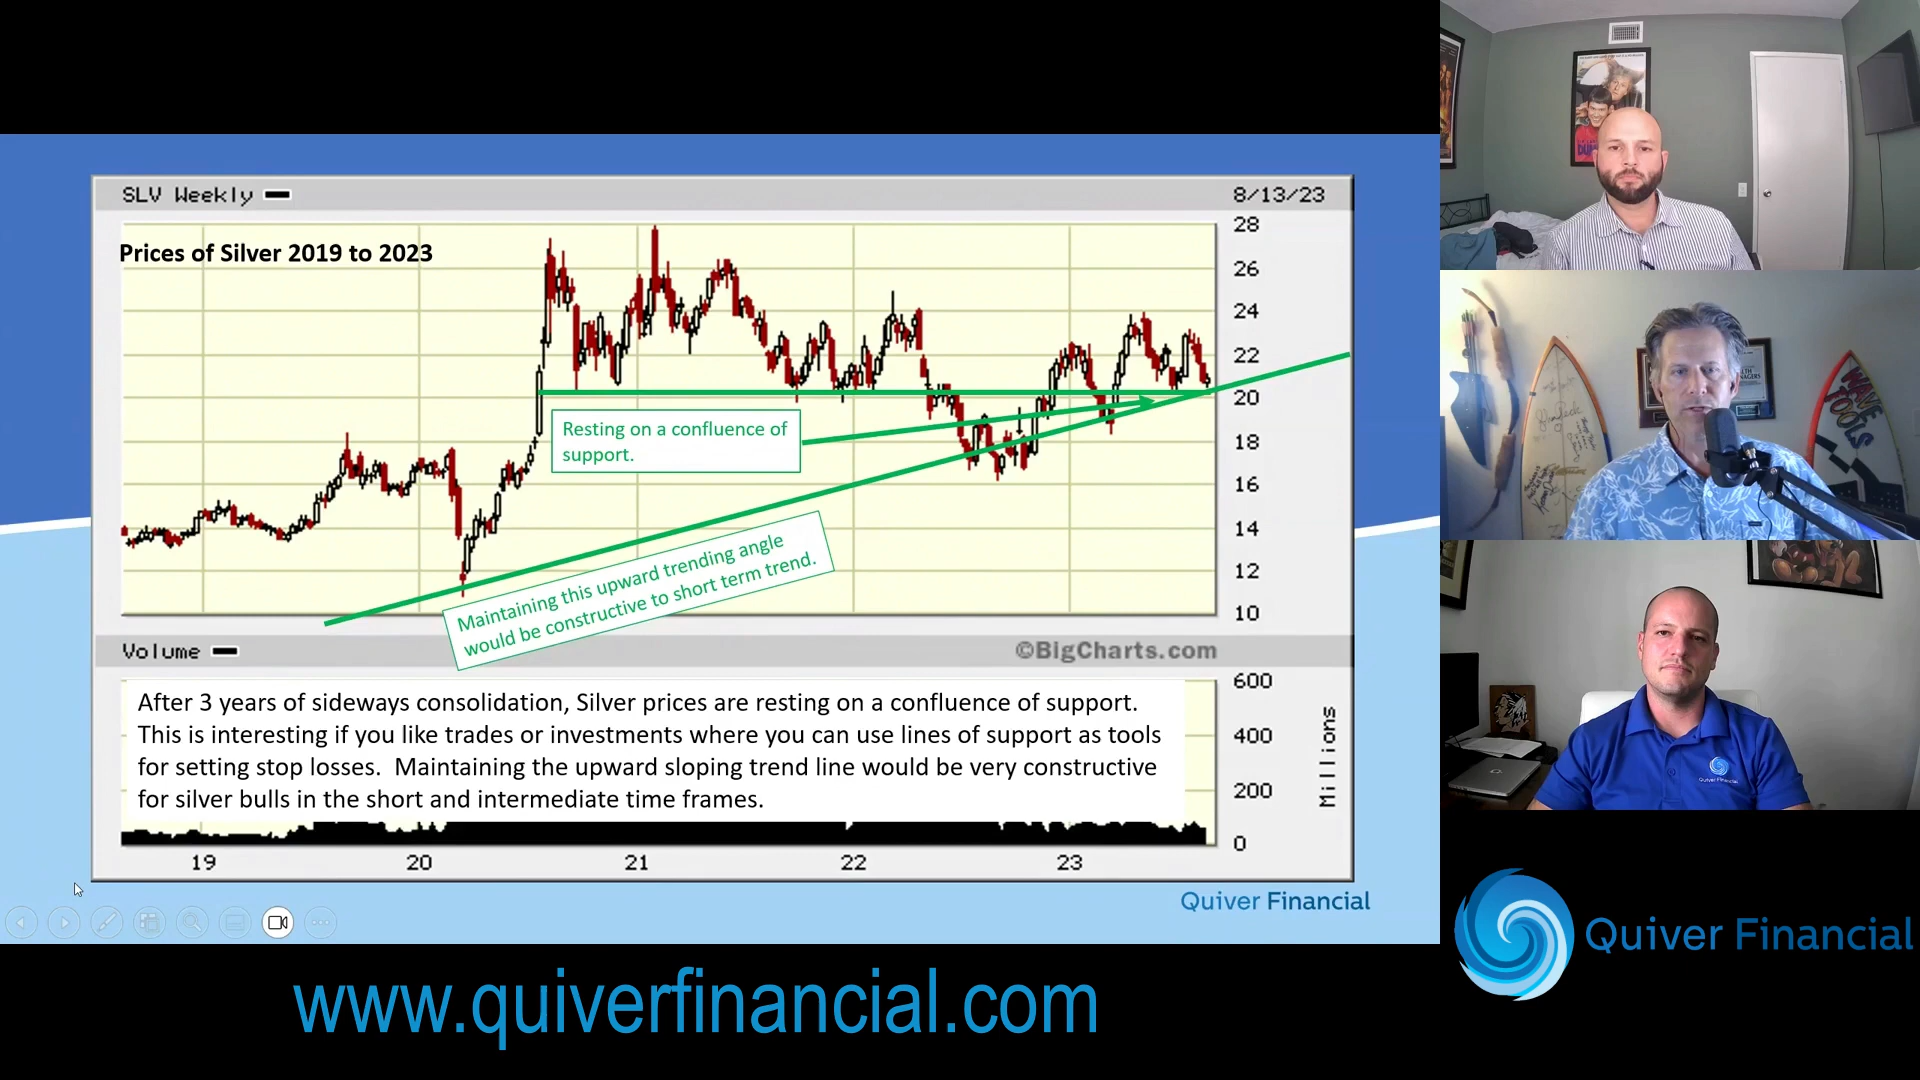 SLV Weekly
8/13/23
Prices of Silver 2019 to 2023
28
26
24
22
20
18
16
14
12
10
Resting on a confluence of
support.
Maintaining this upward trending angle
would be constructive to short term trend.
Volume
©BigCharts.com
600
400
200
0
Millions
After 3 years of sideways consolidation, Silver prices are resting on a confluence of support.
This is interesting if you like trades or investments where you can use lines of support as tools
for setting stop losses.  Maintaining the upward sloping trend line would be very constructive
for silver bulls in the short and intermediate time frames.
19
20
21
22
23
Quiver Financial
www.quiverfinancial.com
WAVE
TOOLS
Quiver Financial
Quiver Financial